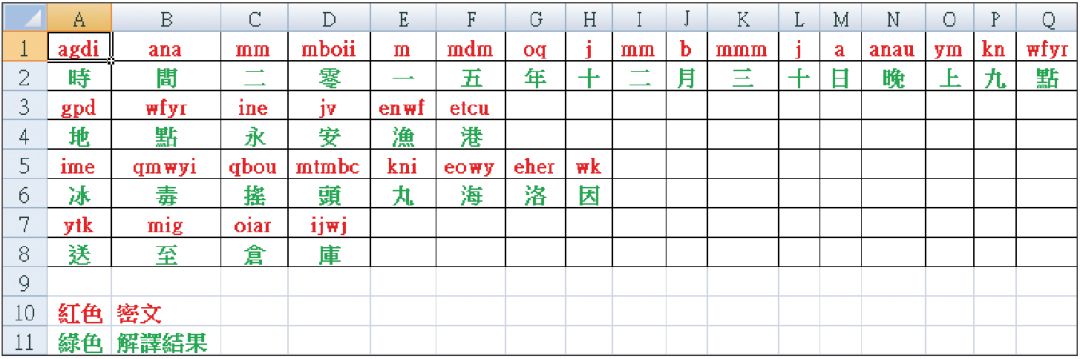 A B C D E F G H I J K L M N O P Q
1 agdi ana mm mboii m mdm oq j mm b mmm j a anau ym kn wfyr
2 時 間 二 零 一 五 年 十 二 月 三 十 日 晚 上 九 點
3 gpd wfyr ine jv enwf etcu
4 地 點 永 安 漁 港
5 ime qmwyi qbou mtmbc kni eowy eher wk
6 冰 毒 搖 頭 丸 海 洛 因
7 ytk mig oiar ijwj
8 送 至 倉 庫
9
10 紅色 密文
11 綠色 解譯結果